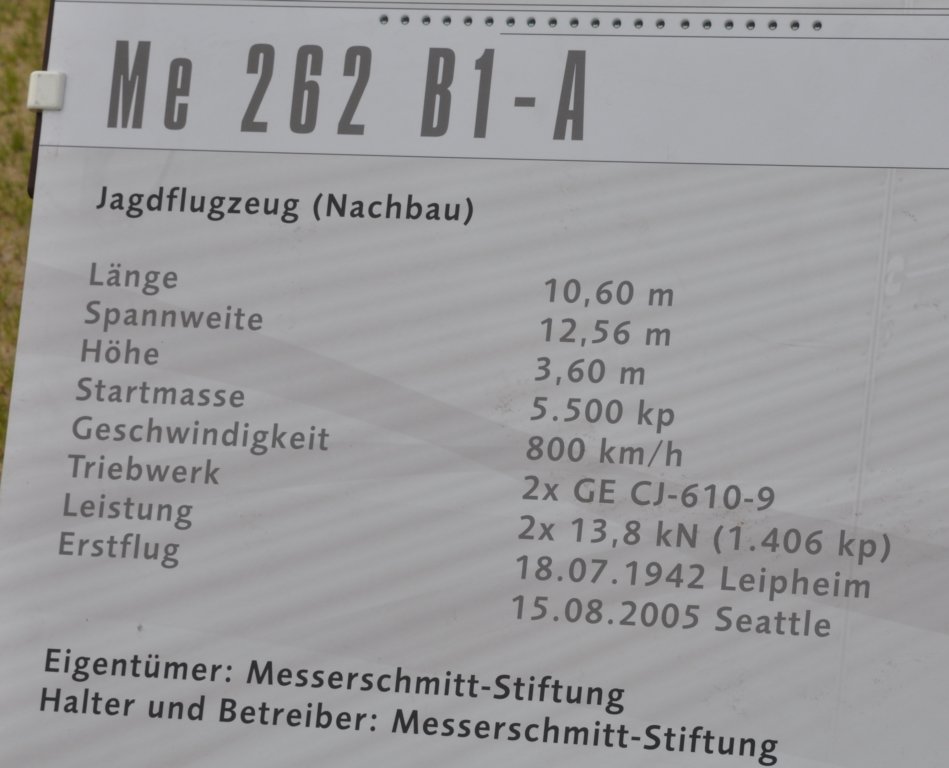 Me 262 B1-A
Jagdflugzeug (Nachbau)
Länge 10,60 m
Spannweite 12,56 m
Höhe 3,60 m
Startmasse 5.500 kp
Geschwindigkeit 800 km/h
Triebwerk 2x GE CJ-610-9
Leistung 2x 13,8 kN (1.406 kp)
Erstflug 18.07.1942 Leipheim
15.08.2005 Seattle
Eigentümer: Messerschmitt-Stiftung
Halter und Betreiber: Messerschmitt-Stiftung